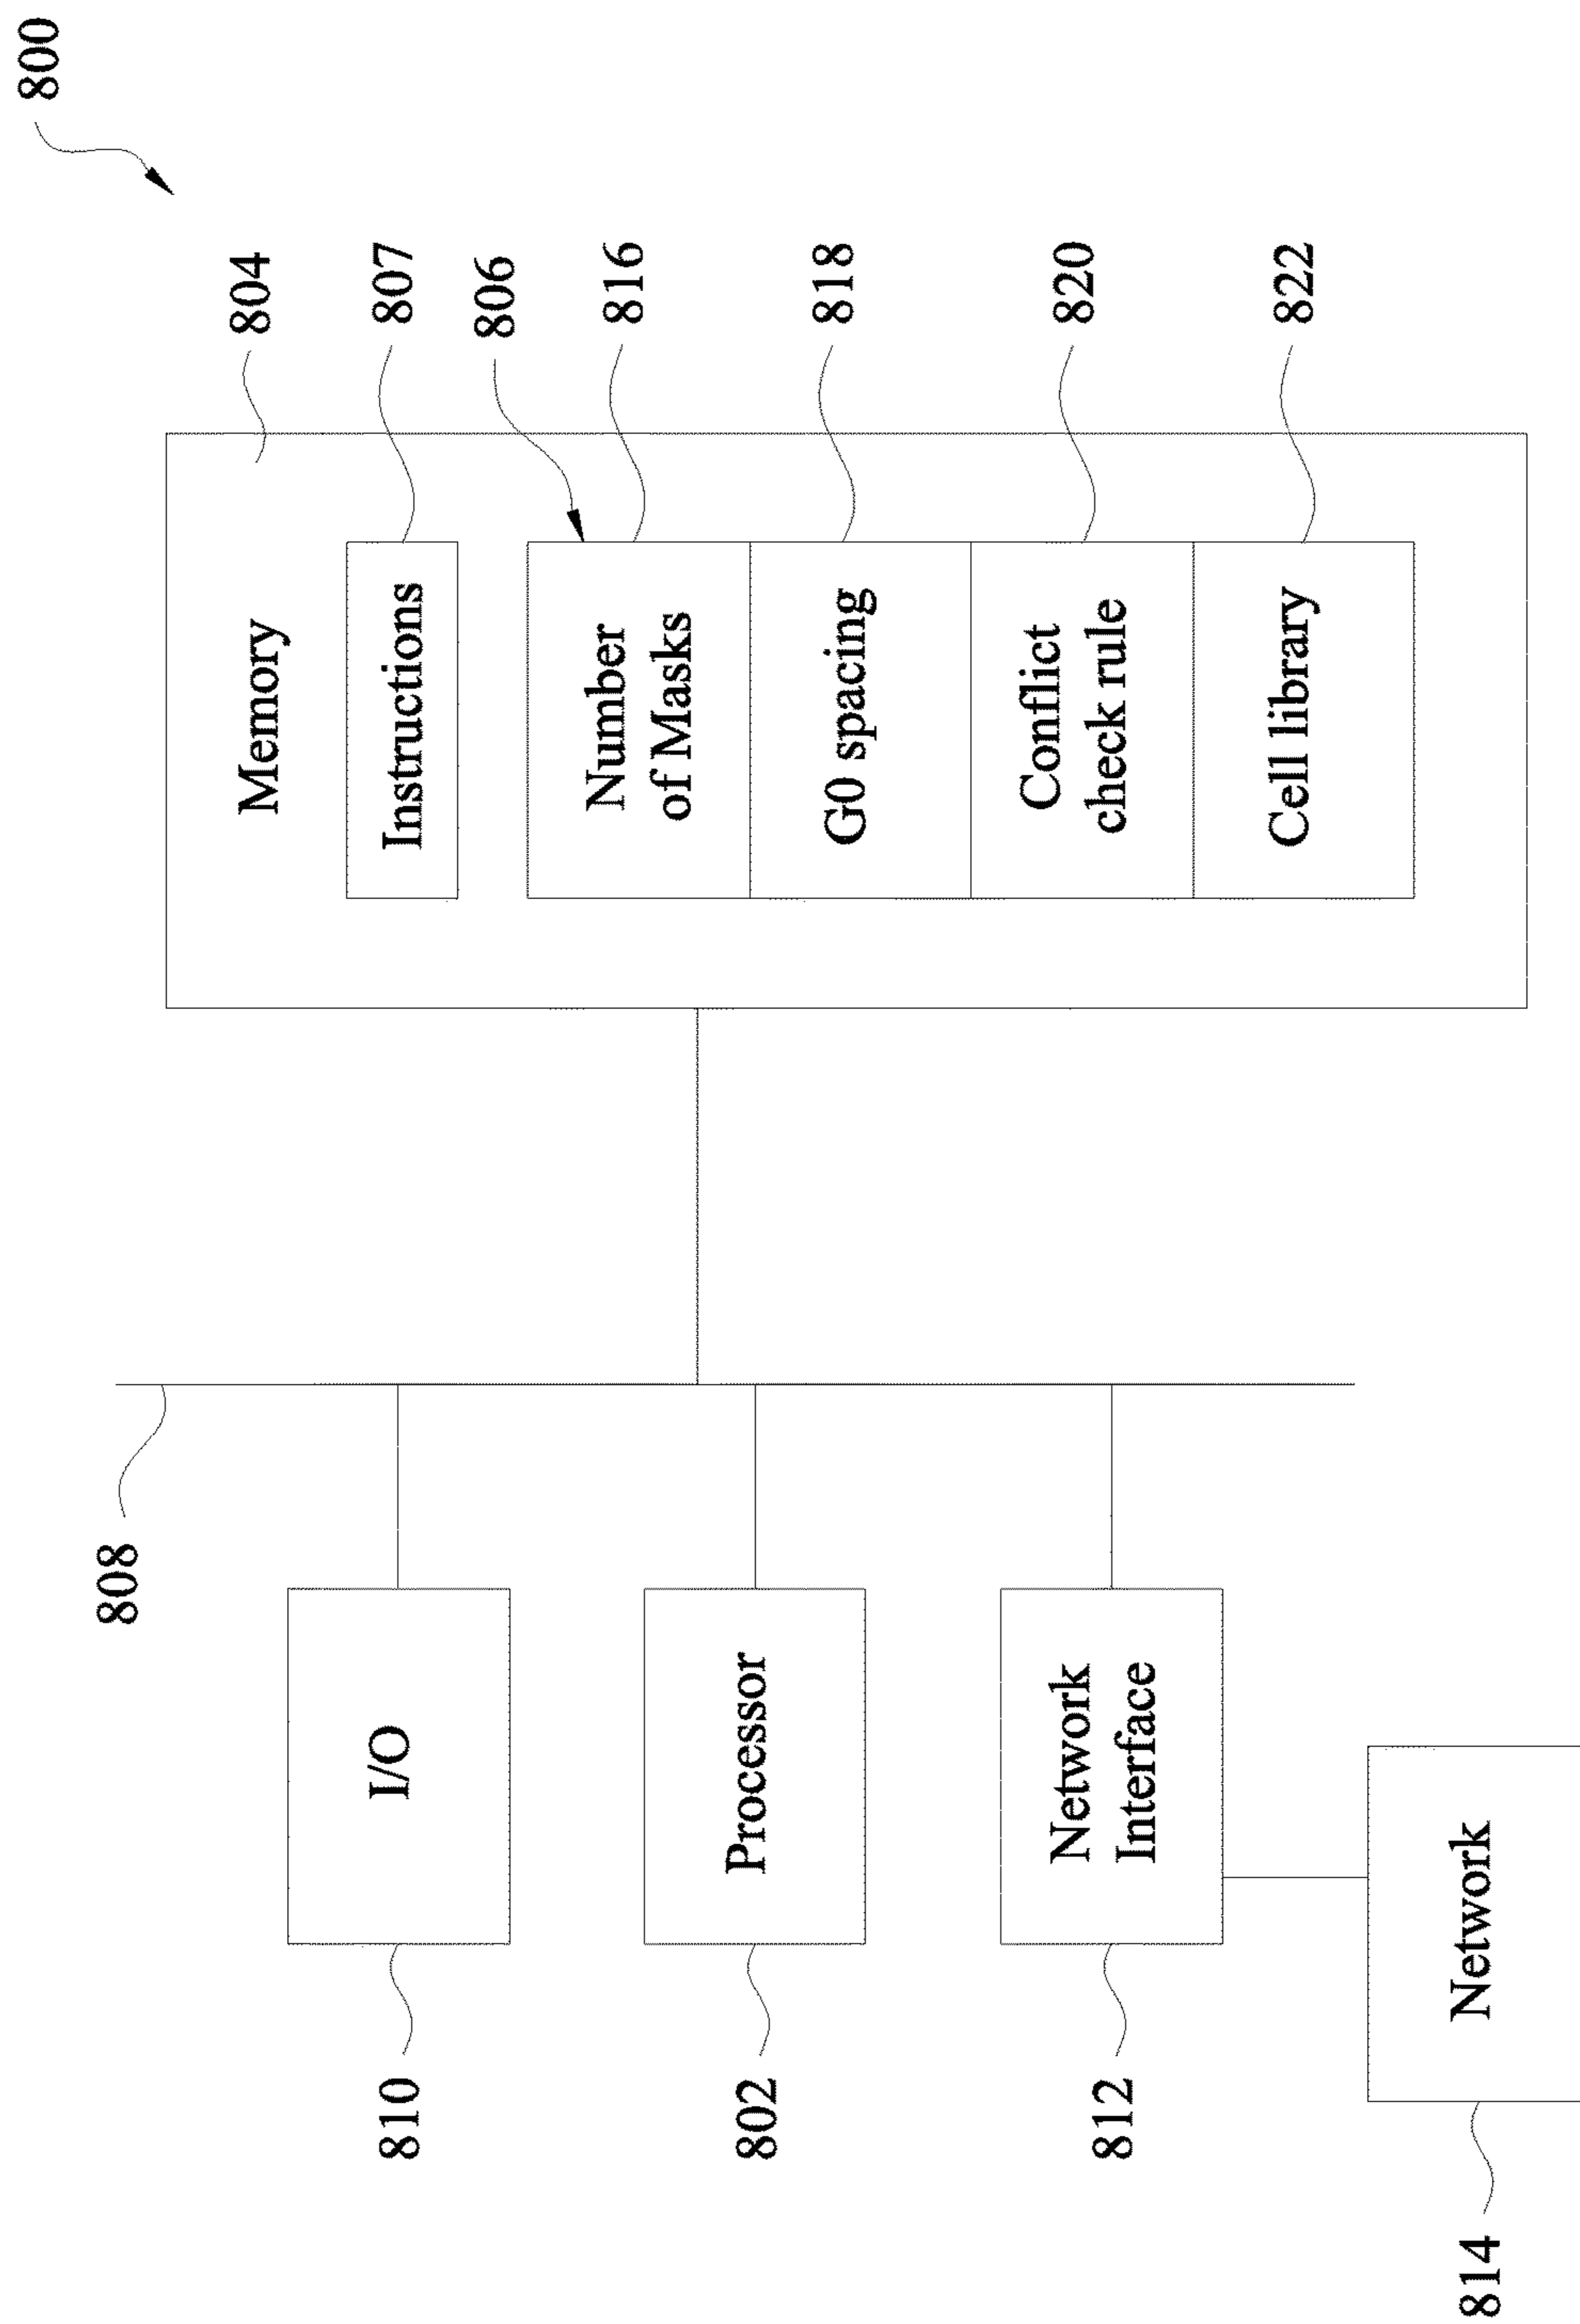 800
804
Memory
807
Instructions
806
816
Number
of Masks
818
G0 spacing
820
Conflict
check rule
822
Cell library
808
I/O
810
Processor
802
Network
Interface
812
Network
814